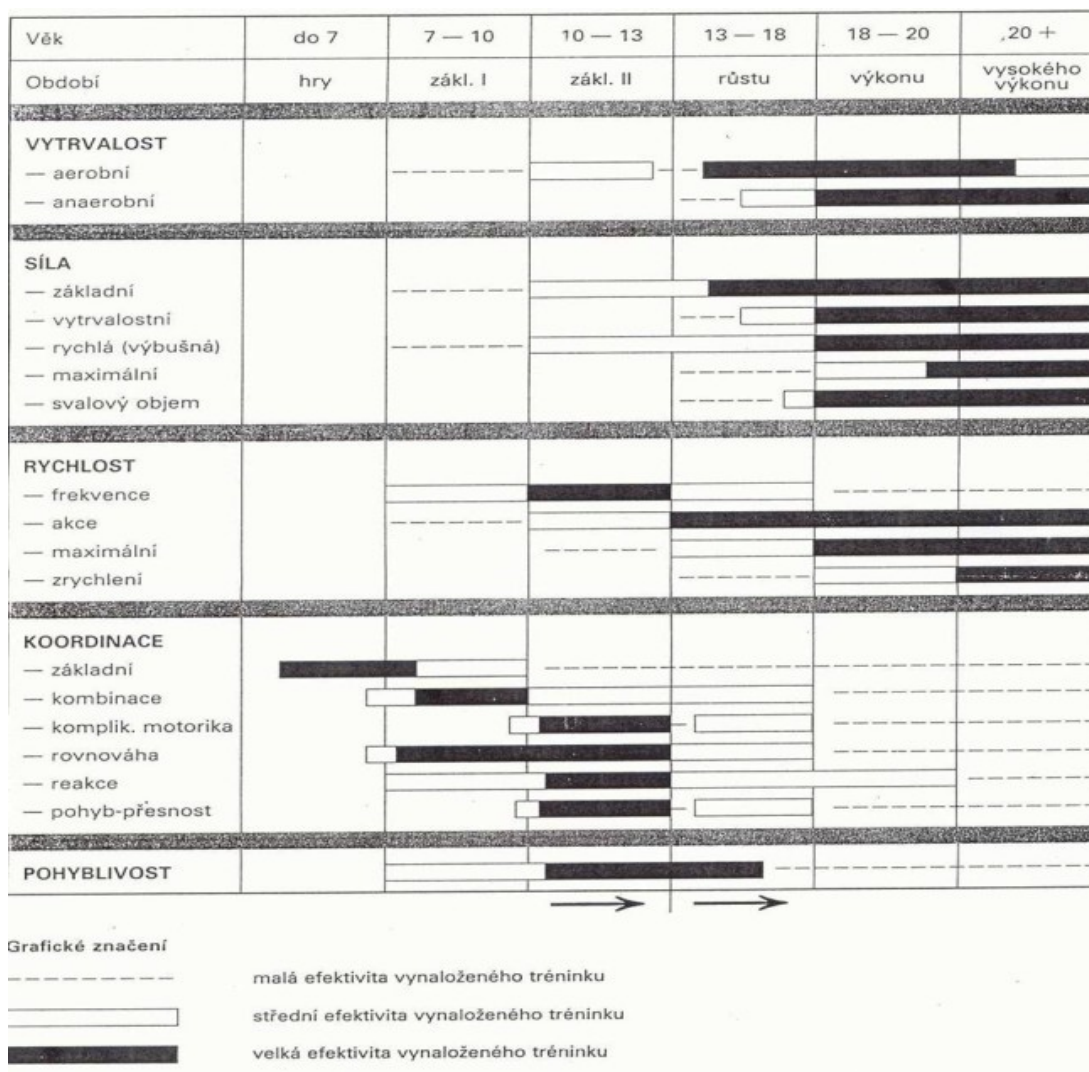 Věk do 7 7 — 10 10 — 13 13 — 18 18 — 20 ,20 +
Období hry zákl. I zákl. II růstu výkonu vysokého výkonu
VYTRVALOST
— aerobní
— anaerobní
SÍLA
— základní
— vytrvalostní
— rychlá (výbušná)
— maximální
— svalový objem
RYCHLOST
— frekvence
— akce
— maximální
— zrychlení
KOORDINACE
— základní
— kombinace
— komplik. motorika
— rovnováha
— reakce
— pohyb-přesnost
POHYBLIVOST
Grafické značení
malá efektivita vynaloženého tréninku
střední efektivita vynaloženého tréninku
velká efektivita vynaloženého tréninku